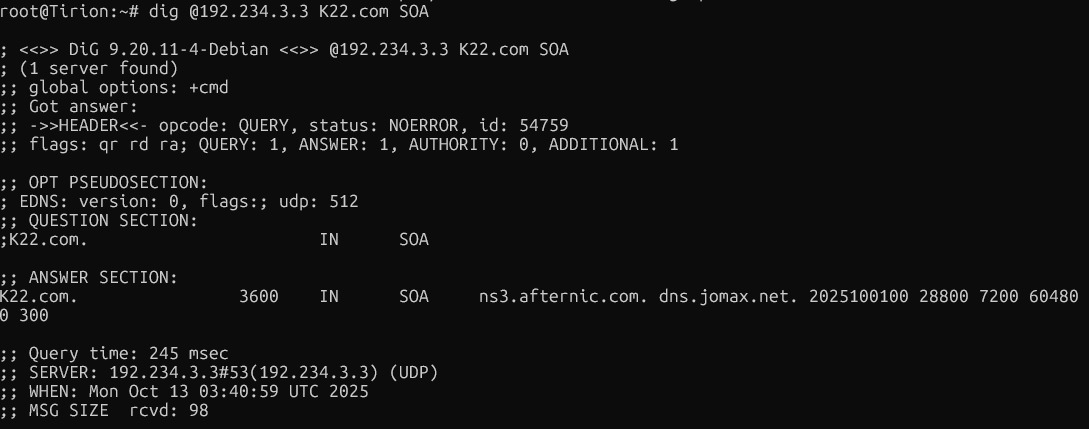 root@Tirion:~# dig @192.234.3.3 K22.com SOA
; <<>> DiG 9.20.11-4-Debian <<>> @192.234.3.3 K22.com SOA
; (1 server found)
;; global options: +cmd
;; Got answer:
;; ->>HEADER<<- opcode: QUERY, status: NOERROR, id: 54759
;; flags: qr rd ra; QUERY: 1, ANSWER: 1, AUTHORITY: 0, ADDITIONAL: 1
;; OPT PSEUDOSECTION:
; EDNS: version: 0, flags:; udp: 512
;; QUESTION SECTION:
;K22.com. IN SOA
;; ANSWER SECTION:
K22.com. 3600 IN SOA ns3.afternic.com. dns.jomax.net. 2025100100 28800 7200 60480
0 300
;; Query time: 245 msec
;; SERVER: 192.234.3.3#53(192.234.3.3) (UDP)
;; WHEN: Mon Oct 13 03:40:59 UTC 2025
;; MSG SIZE rcvd: 98